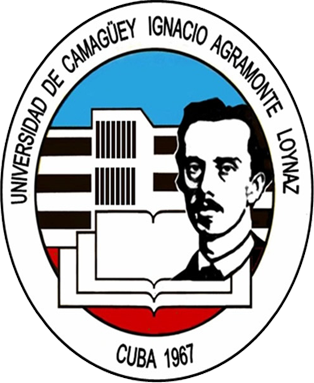 UNIVERSIDAD DE CAMAGÜEY IGNACIO AGRAMONTE LOYNAZ
CUBA 1967